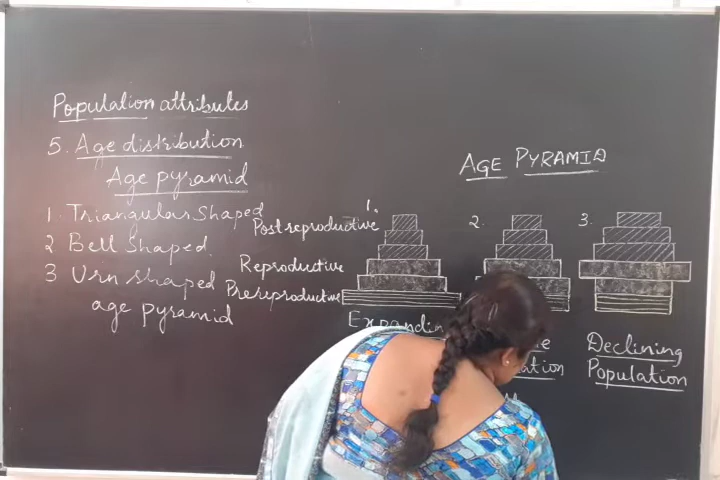 Population attributes
5. Age distribution
Age pyramid
1. Triangular shaped
2 Bell shaped.
3 Urn shaped
age pyramid
AGE PYRAMID
1.
2.
3.
Post reproductive
Reproductive
Prereproductive
Declining
Population